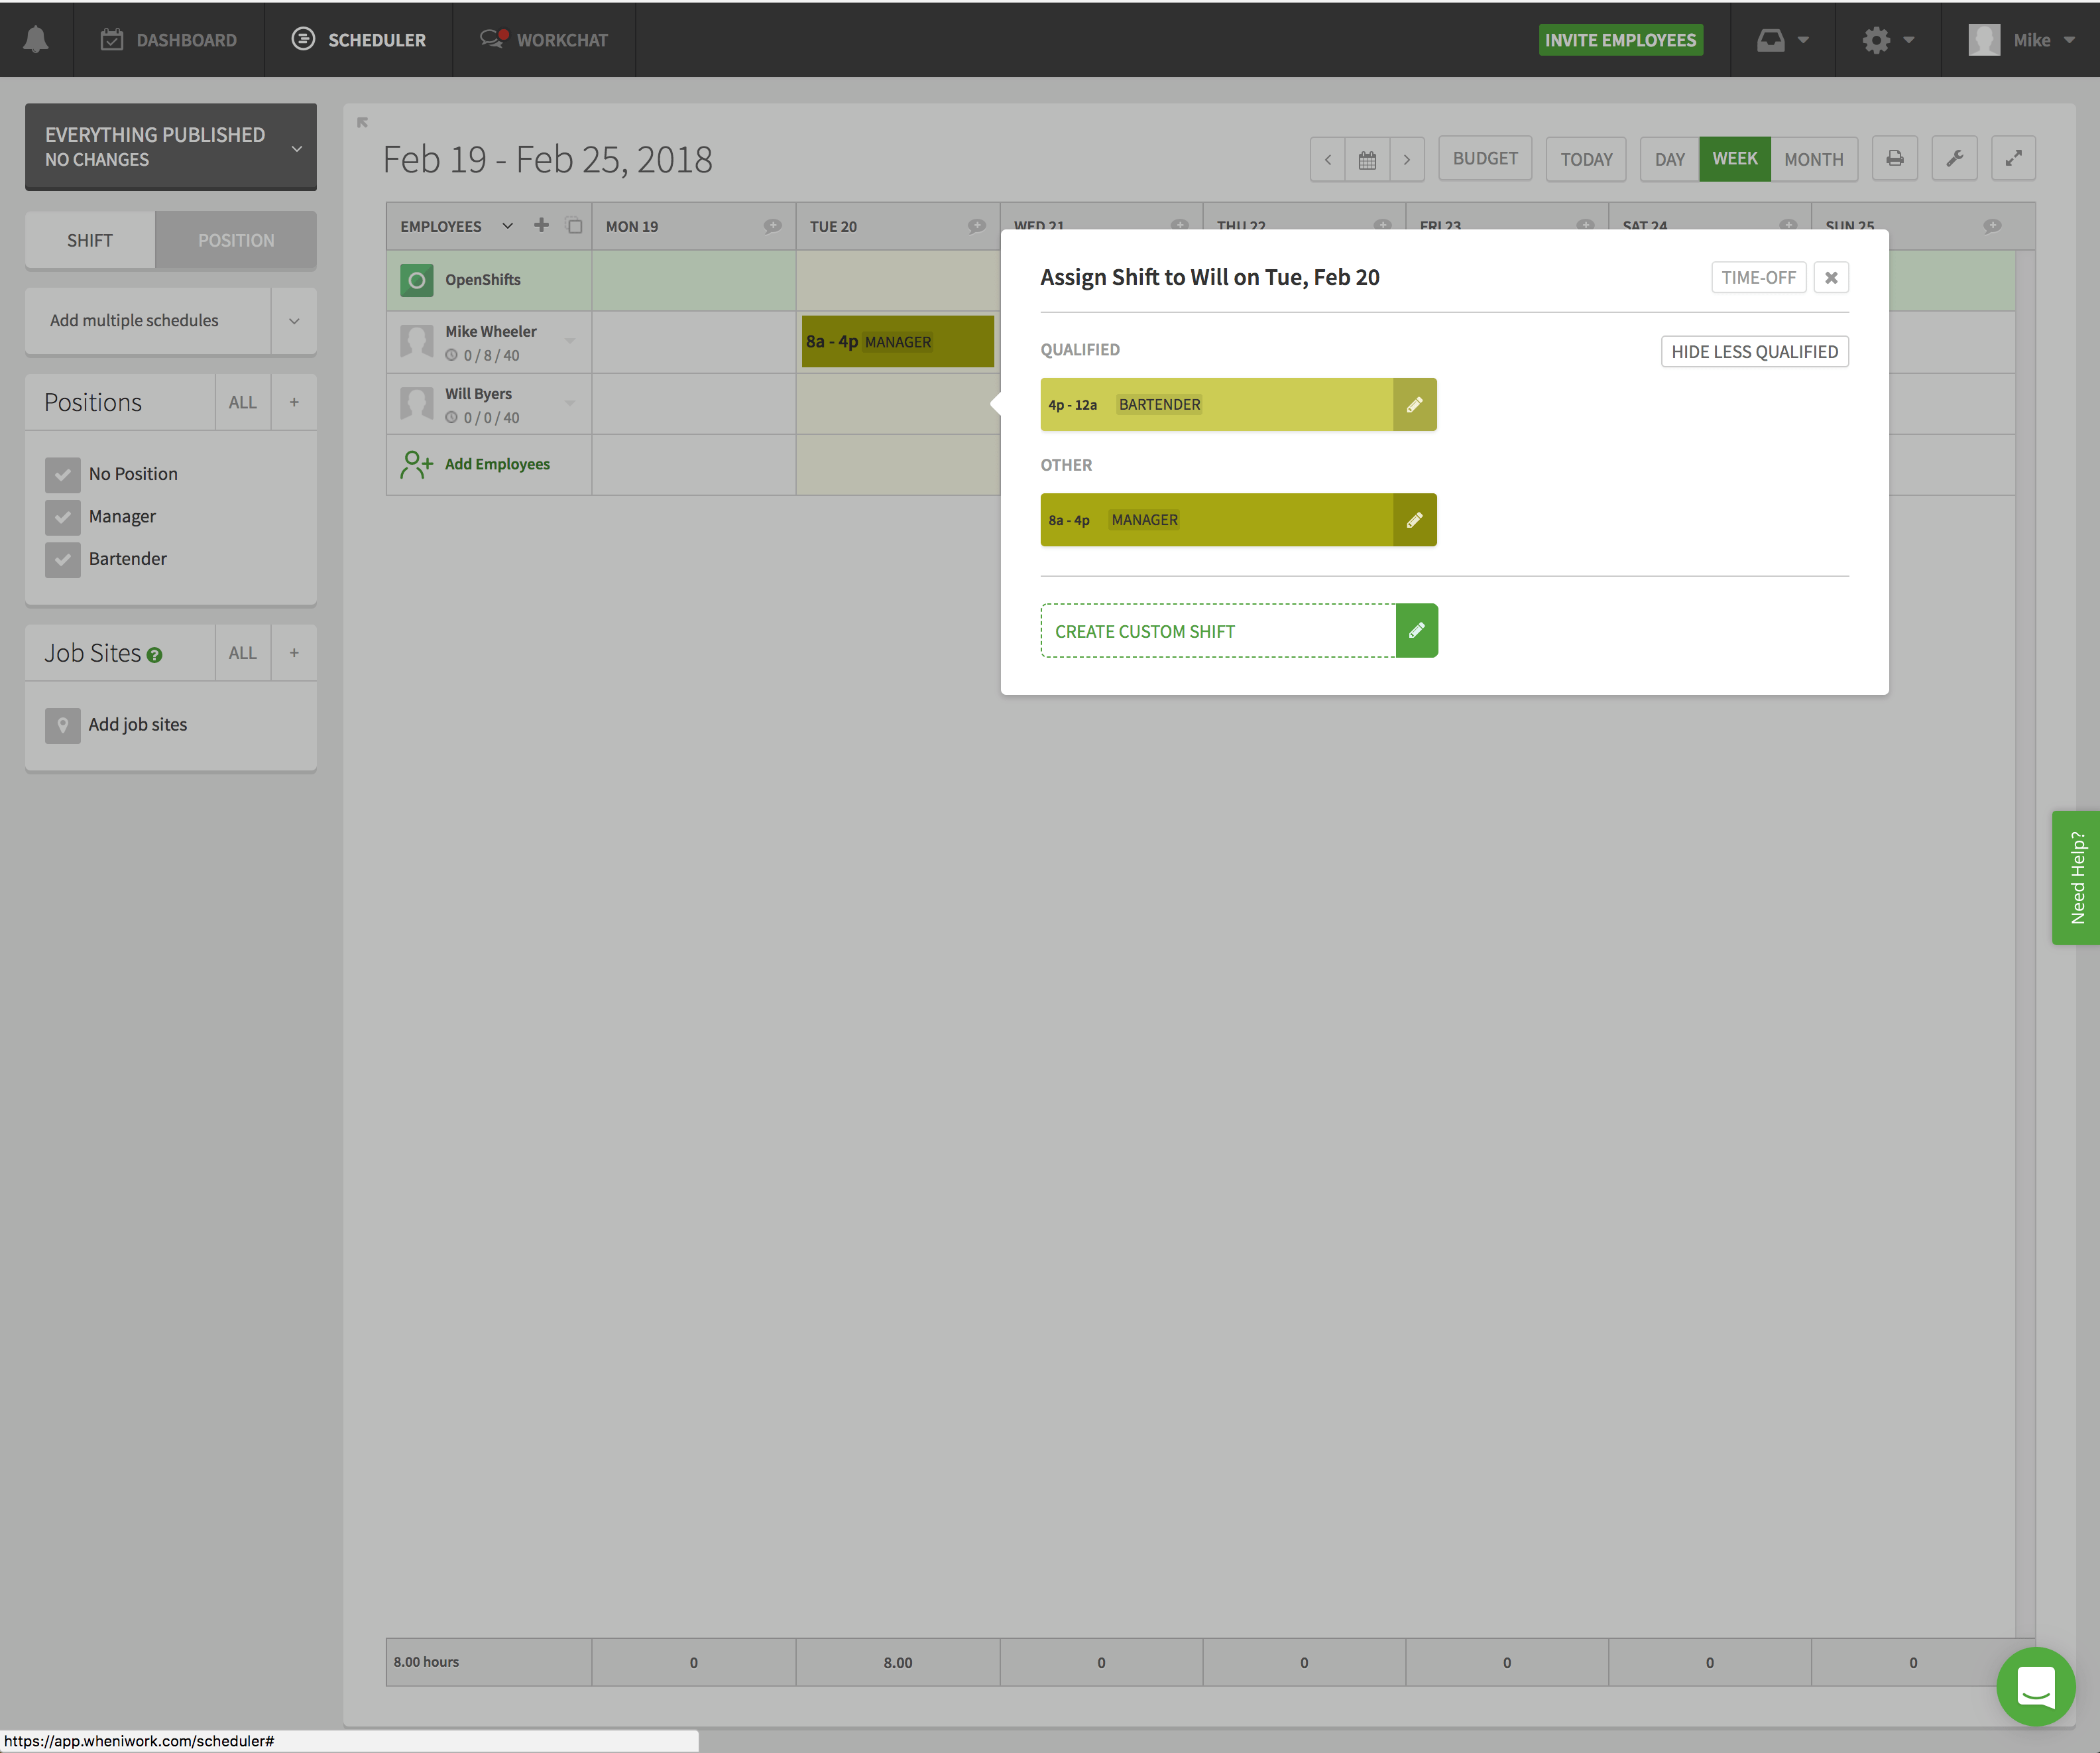 DASHBOARD
SCHEDULER
WORKCHAT
INVITE EMPLOYEES
Mike
EVERYTHING PUBLISHED
NO CHANGES
SHIFT
POSITION
Add multiple schedules
Positions
ALL
+
No Position
Manager
Bartender
Job Sites
?
ALL
+
Add job sites
Feb 19 - Feb 25, 2018
BUDGET
TODAY
DAY
WEEK
MONTH
EMPLOYEES
MON 19
TUE 20
WED 21
THU 22
FRI 23
SAT 24
SUN 25
OpenShifts
Mike Wheeler
0 / 8 / 40
8a - 4p MANAGER
Will Byers
0 / 0 / 40
Add Employees
Assign Shift to Will on Tue, Feb 20
TIME-OFF
QUALIFIED
HIDE LESS QUALIFIED
4p - 12a BARTENDER
OTHER
8a - 4p MANAGER
CREATE CUSTOM SHIFT
Need Help?
8.00 hours
0
8.00
0
0
0
0
0
https://app.wheniwork.com/scheduler#